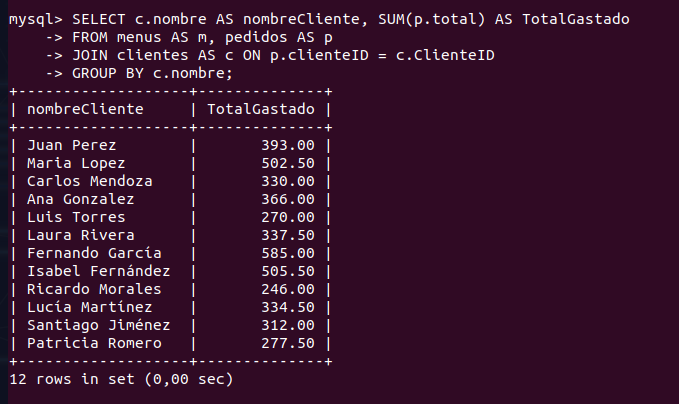 mysql> SELECT c.nombre AS nombreCliente, SUM(p.total) AS TotalGastado
    -> FROM menus AS m, pedidos AS p
    -> JOIN clientes AS c ON p.clienteID = c.ClienteID
    -> GROUP BY c.nombre;
+-------------------+--------------+
| nombreCliente     | TotalGastado |
+-------------------+--------------+
| Juan Perez        |       393.00 |
| Maria Lopez       |       502.50 |
| Carlos Mendoza    |       330.00 |
| Ana Gonzalez      |       366.00 |
| Luis Torres       |       270.00 |
| Laura Rivera      |       337.50 |
| Fernando García   |       585.00 |
| Isabel Fernández  |       505.50 |
| Ricardo Morales   |       246.00 |
| Lucía Martínez    |       334.50 |
| Santiago Jiménez  |       312.00 |
| Patricia Romero   |       277.50 |
+-------------------+--------------+
12 rows in set (0,00 sec)